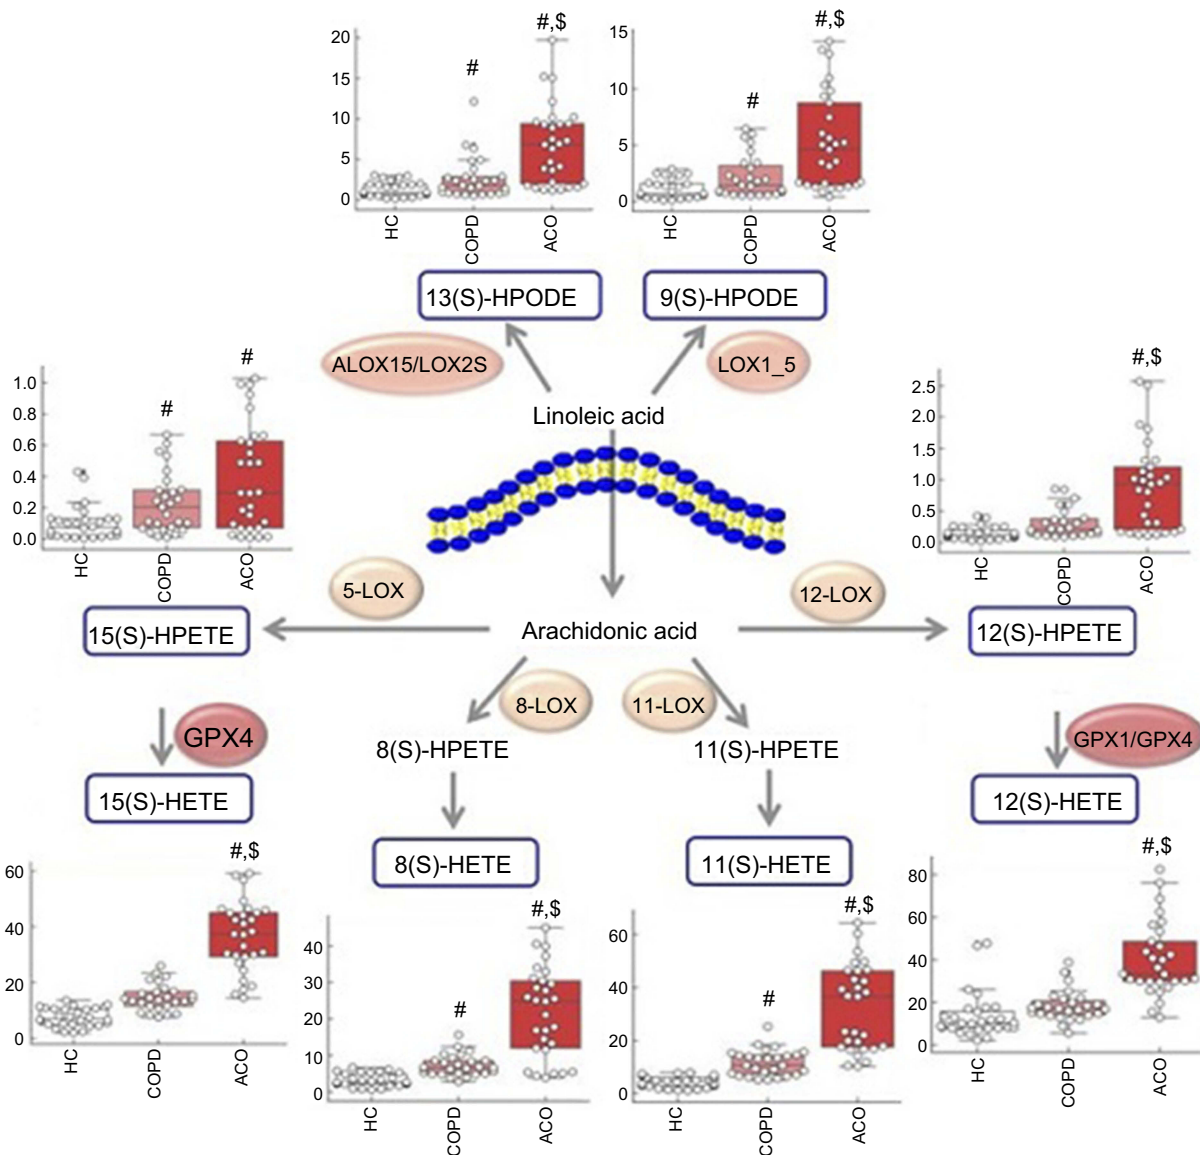 #,$
20
15
10
5
0
#
HC
COPD
ACO
#,$
15
10
5
0
#
HC
COPD
ACO
13(S)-HPODE
9(S)-HPODE
ALOX15/LOX2S
LOX1_5
Linoleic acid
#
1.0
0.8
0.6
0.4
0.2
0.0
#
HC
COPD
ACO
#,$
2.5
2.0
1.5
1.0
0.5
0.0
HC
COPD
ACO
5-LOX
12-LOX
15(S)-HPETE
Arachidonic acid
12(S)-HPETE
8-LOX
11-LOX
GPX4
8(S)-HPETE
11(S)-HPETE
GPX1/GPX4
15(S)-HETE
12(S)-HETE
8(S)-HETE
11(S)-HETE
#,$
60
40
20
0
HC
COPD
ACO
#,$
40
30
20
10
0
#
HC
COPD
ACO
#,$
60
40
20
0
#
HC
COPD
ACO
#,$
80
60
40
20
0
HC
COPD
ACO